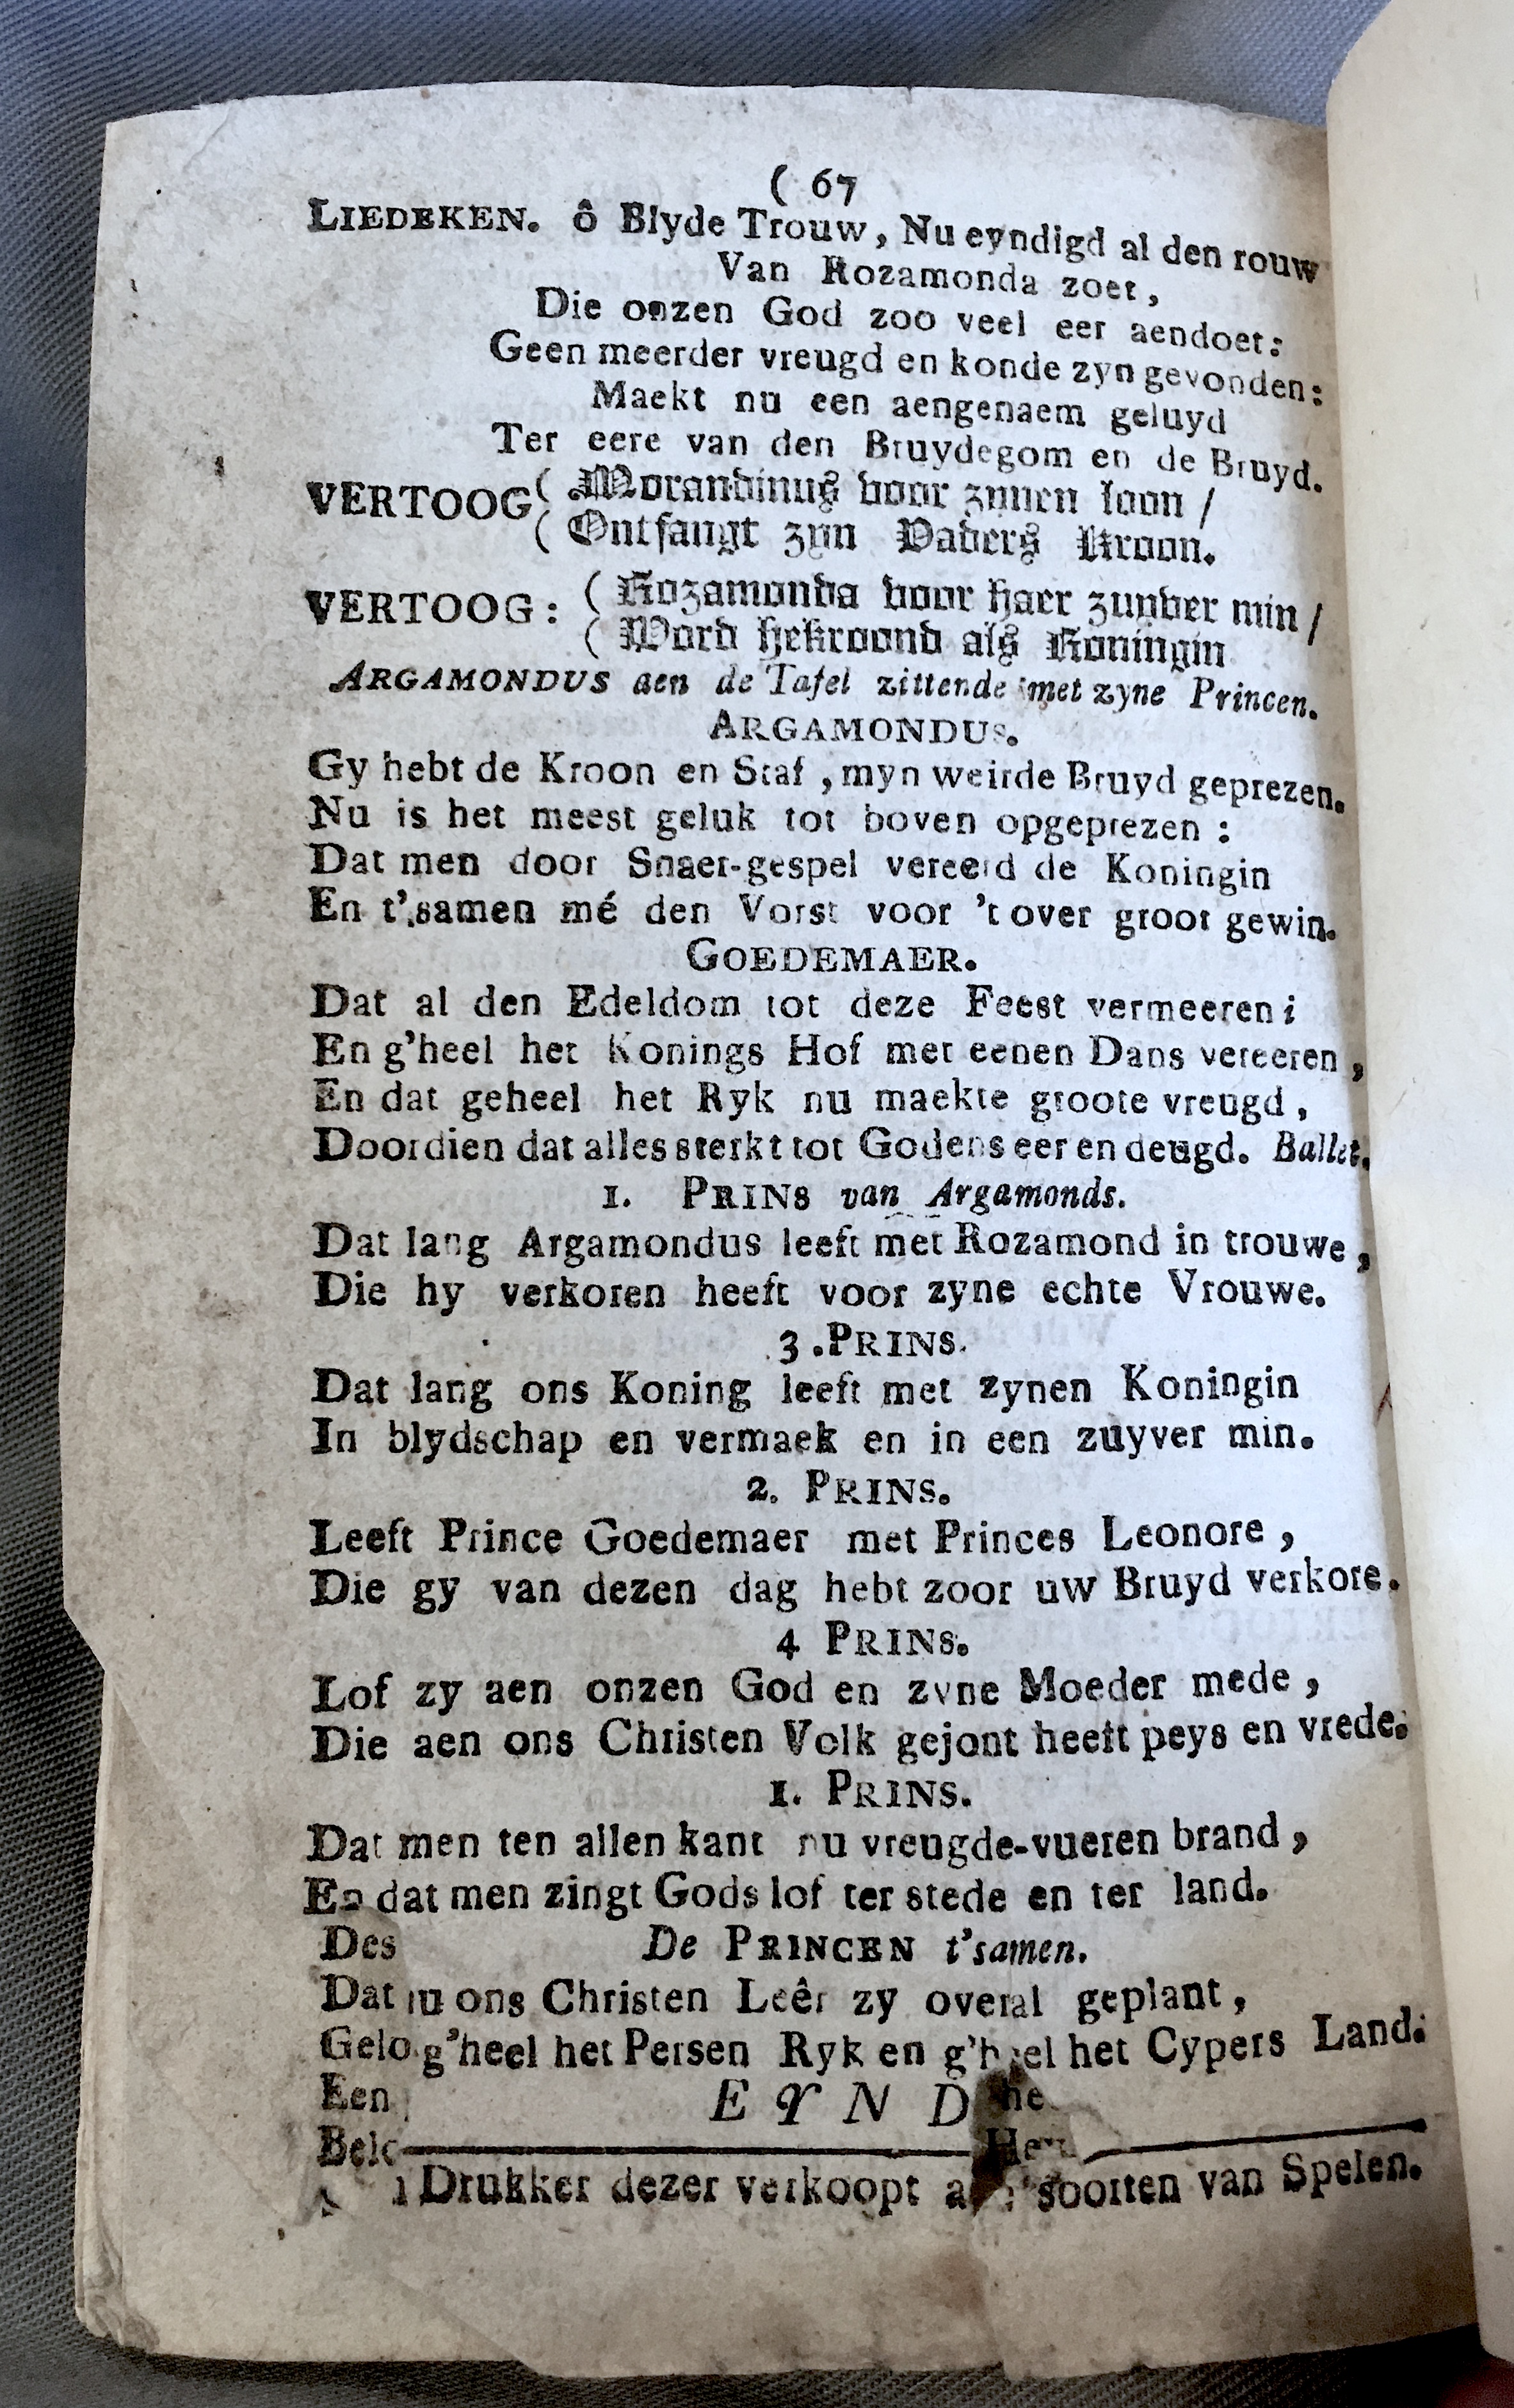 ( 67
LIEDEKEN. ô Blyde Trouw, Nu eyndigd al den rouw
Van Rozamonda zoet,
Die onzen God zoo veel eer aendoet:
Geen meerder vreugd en konde zyn gevonden:
Maekt nu een aengenaem geluyd
Ter eere van den Bruydegom en de Bruyd.
VERTOOG ( Morandinus voor zynen loon /
( Ontfangt zyn Vaders Kroon.
VERTOOG: ( Rozamonda voor haer zuyver min /
( Word hekroond als Koningin
ARGAMONDUS aen de Tafel zittende met zyne Princen.
ARGAMONDUS.
Gy hebt de Kroon en Staf, myn weirde Bruyd geprezen.
Nu is het meest geluk tot boven opgeprezen:
Dat men door Snaer-gespel vereerd de Koningin
En t'samen mé den Vorst voor 't over groot gewin.
GOEDEMAER.
Dat al den Edeldom tot deze Feest vermeeren;
En g'heel het Konings Hof met eenen Dans vereeren,
En dat geheel het Ryk nu maekte groote vreugd,
Doordien dat alles sterkt tot Godens eer en deugd. Ballet.
1. PRINS van Argamonds.
Dat lang Argamondus leeft met Rozamond in trouwe,
Die hy verkoren heeft voor zyne echte Vrouwe.
3.PRINS.
Dat lang ons Koning leeft met zynen Koningin
In blydschap en vermaek en in een zuyver min.
2. PRINS.
Leeft Prince Goedemaer met Princes Leonore,
Die gy van dezen dag hebt zoor uw Bruyd verkore.
4 PRINS.
Lof zy aen onzen God en zyne Moeder mede,
Die aen ons Christen Volk gejont heeft peys en vrede.
1. PRINS.
Dat men ten allen kant nu vreugde-vueren brand,
En dat men zingt Gods lof ter stede en ter land.
Des De PRINCEN t'samen.
Dat nu ons Christen Leêr zy overal geplant,
Gelo g'heel het Persen Ryk en g'heel het Cypers Land.
Een E Y N D he
Belo
Drukker dezer verkoopt soorten van Spelen.